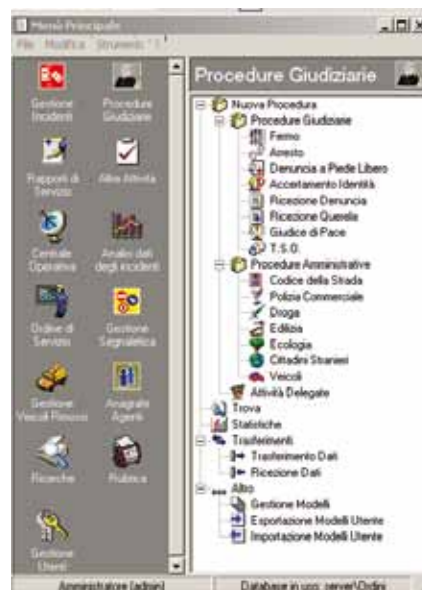 Menù Principale
File Modifica Strumenti ?
Gestione Incidenti
Procedure Giudiziarie
Rapporti di Servizio
Altra Attività
Centrale Operativa
Analisi dati degli incidenti
Ordine di Servizio
Gestione Segnaletica
Gestione Veicoli Rimossi
Anagrafe Agenti
Ricerche
Rubrica
Gestione Utenti
Procedure Giudiziarie
Nuova Procedura
Procedure Giudiziarie
Fermo
Arresto
Denuncia a Piede Libero
Accertamento Identità
Ricezione Denuncia
Ricezione Querela
Giudice di Pace
T.S.O.
Procedure Amministrative
Codice della Strada
Polizia Commerciale
Droga
Edilizia
Ecologia
Cittadini Stranieri
Veicoli
Attività Delegate
Trova
Statistiche
Trasferimenti
Trasferimento Dati
Ricezione Dati
Altro
Gestione Modelli
Esportazione Modelli Utente
Importazione Modelli Utente
Amministratore (admin)
Database in uso: server\Ordini